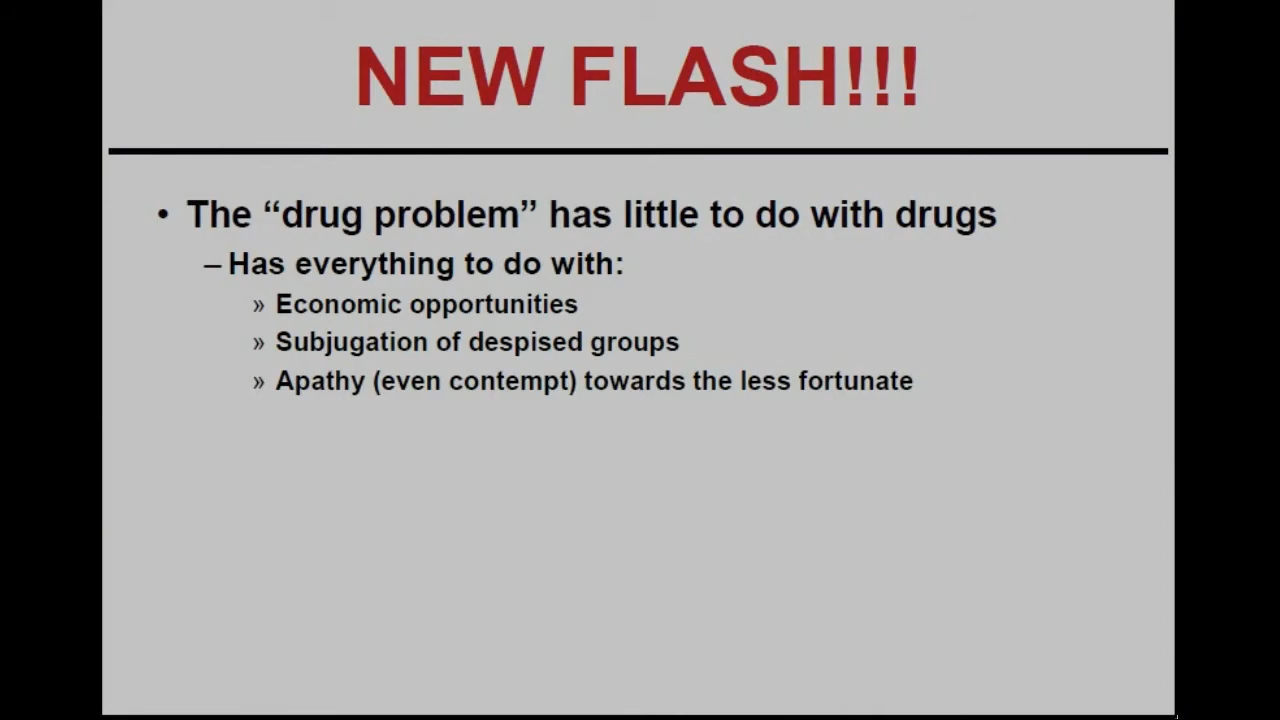 NEW FLASH!!!
• The “drug problem” has little to do with drugs
– Has everything to do with:
» Economic opportunities
» Subjugation of despised groups
» Apathy (even contempt) towards the less fortunate